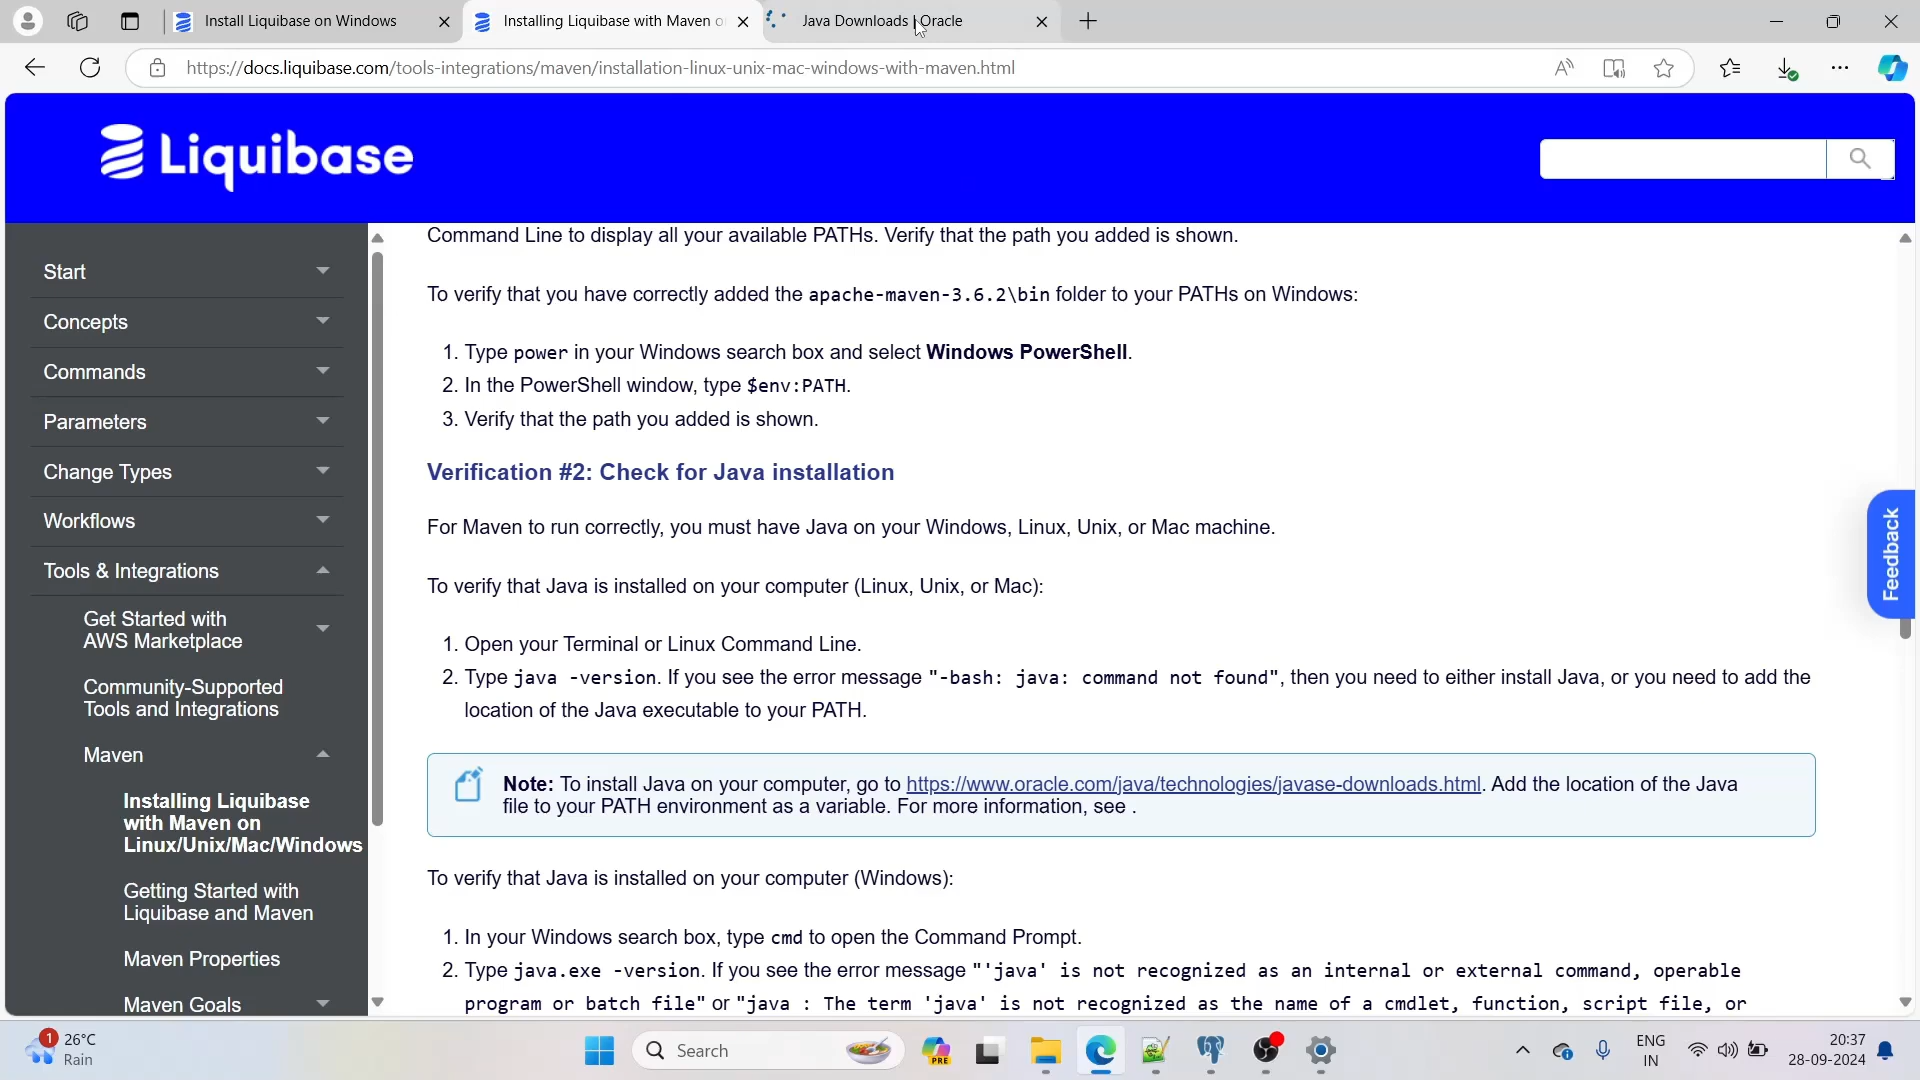 Install Liquibase on Windows
Installing Liquibase with Maven o
Java Downloads | Oracle
https://docs.liquibase.com/tools-integrations/maven/installation-linux-unix-mac-windows-with-maven.html
Liquibase
Start
Concepts
Commands
Parameters
Change Types
Workflows
Tools & Integrations
Get Started with
AWS Marketplace
Community-Supported
Tools and Integrations
Maven
Installing Liquibase
with Maven on
Linux/Unix/Mac/Windows
Getting Started with
Liquibase and Maven
Maven Properties
Maven Goals
Command Line to display all your available PATHs. Verify that the path you added is shown.
To verify that you have correctly added the apache-maven-3.6.2\bin folder to your PATHs on Windows:
1. Type power in your Windows search box and select Windows PowerShell.
2. In the PowerShell window, type $env:PATH.
3. Verify that the path you added is shown.
Verification #2: Check for Java installation
For Maven to run correctly, you must have Java on your Windows, Linux, Unix, or Mac machine.
To verify that Java is installed on your computer (Linux, Unix, or Mac):
1. Open your Terminal or Linux Command Line.
2. Type java -version. If you see the error message "-bash: java: command not found", then you need to either install Java, or you need to add the
location of the Java executable to your PATH.
Note: To install Java on your computer, go to https://www.oracle.com/java/technologies/javase-downloads.html. Add the location of the Java
file to your PATH environment as a variable. For more information, see .
To verify that Java is installed on your computer (Windows):
1. In your Windows search box, type cmd to open the Command Prompt.
2. Type java.exe -version. If you see the error message "'java' is not recognized as an internal or external command, operable
program or batch file" or "java : The term 'java' is not recognized as the name of a cmdlet, function, script file, or
Feedback
1
26°C
Rain
Search
PRE
ENG
IN
20:37
28-09-2024